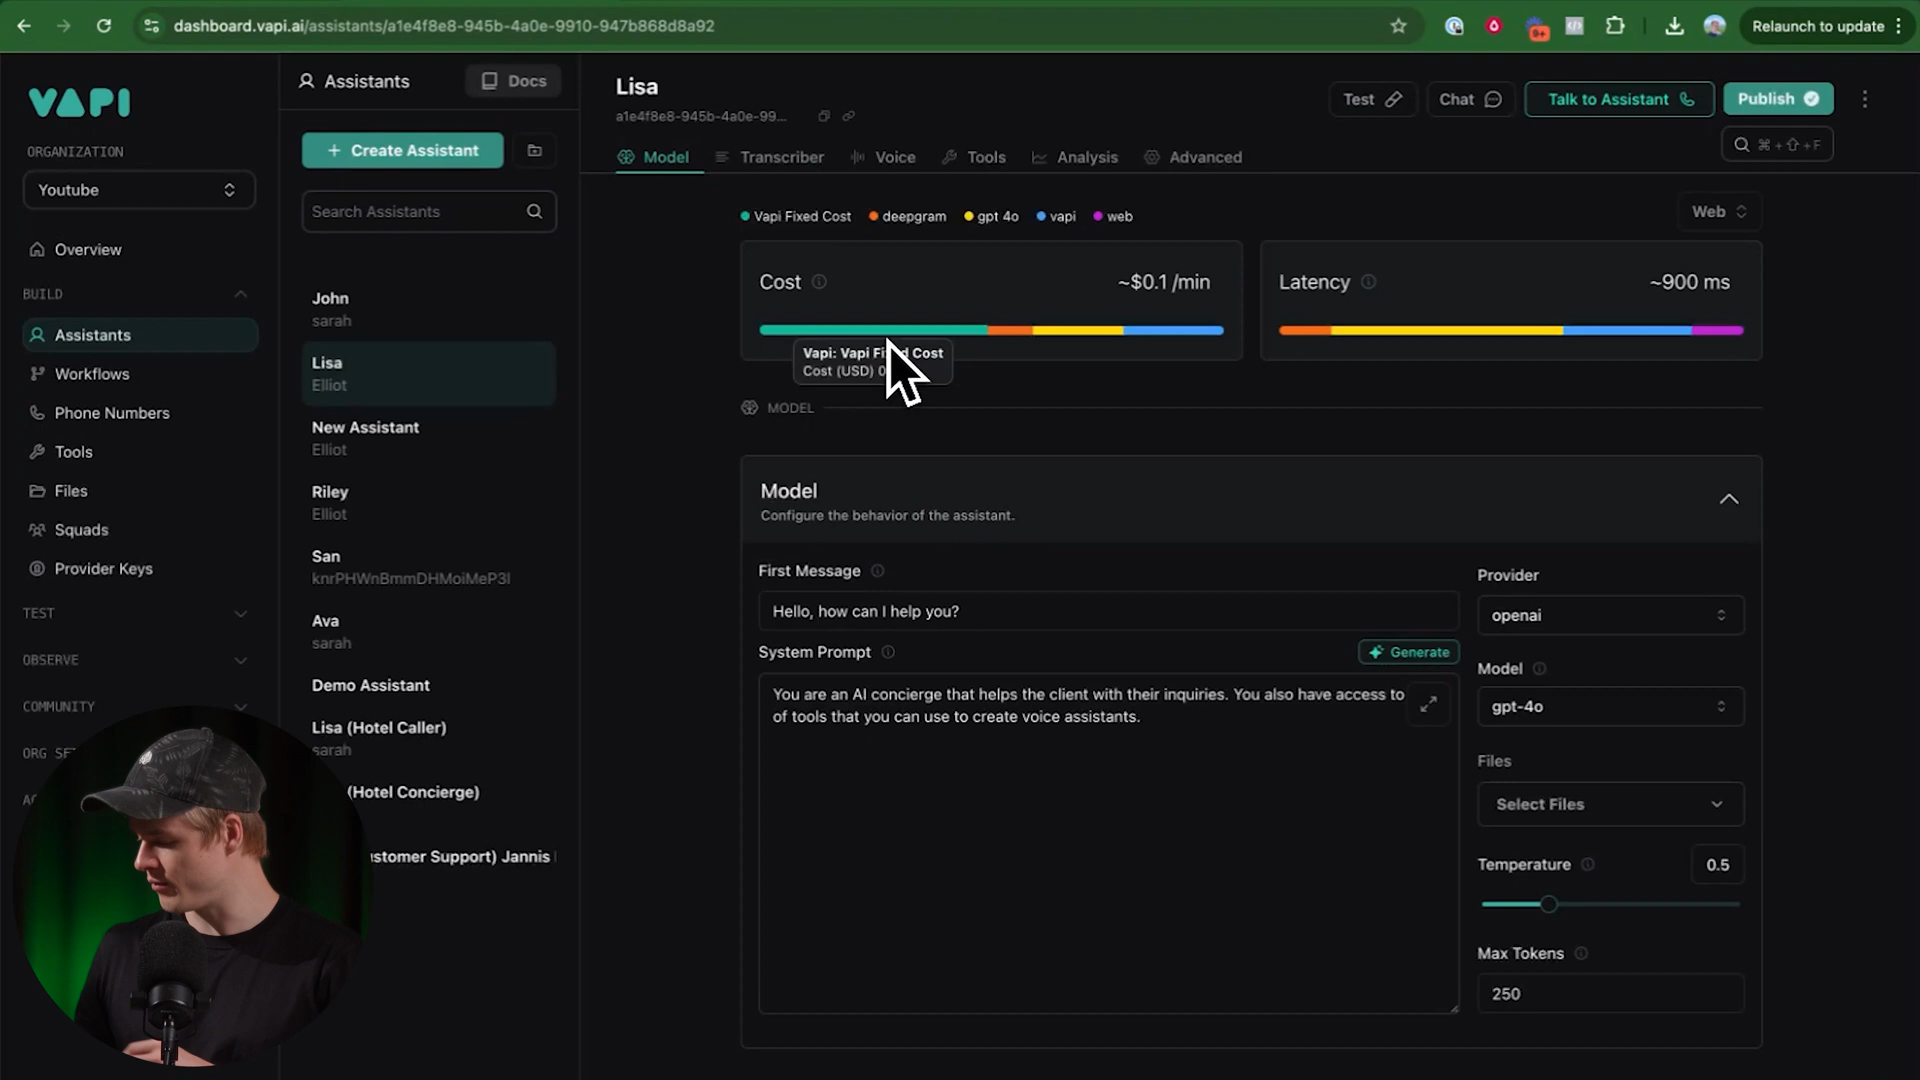 dashboard.vapi.ai/assistants/a1e4f8e8-945b-4a0e-9910-947b868d8a92
Relaunch to update
VAPI
ORGANIZATION
Youtube
Overview
BUILD
Assistants
Workflows
Phone Numbers
Tools
Files
Squads
Provider Keys
TEST
OBSERVE
COMMUNITY
ORG SE
Assistants
Docs
+ Create Assistant
Search Assistants
John
sarah
Lisa
Elliot
New Assistant
Elliot
Riley
Elliot
San
knrPHWnBmmDHMoiMeP3l
Ava
sarah
Demo Assistant
Lisa (Hotel Caller)
sarah
(Hotel Concierge)
ustomer Support) Jannis
Lisa
a1e4f8e8-945b-4a0e-99...
Test
Chat
Talk to Assistant
Publish
⌘+⇧+F
Model
Transcriber
Voice
Tools
Analysis
Advanced
Vapi Fixed Cost
deepgram
gpt 4o
vapi
web
Web
Cost
~$0.1 /min
Vapi: Vapi Fixed Cost
Cost (USD) 0
Latency
~900 ms
MODEL
Model
Configure the behavior of the assistant.
First Message
Hello, how can I help you?
System Prompt
Generate
You are an AI concierge that helps the client with their inquiries. You also have access to
of tools that you can use to create voice assistants.
Provider
openai
Model
gpt-4o
Files
Select Files
Temperature
0.5
Max Tokens
250